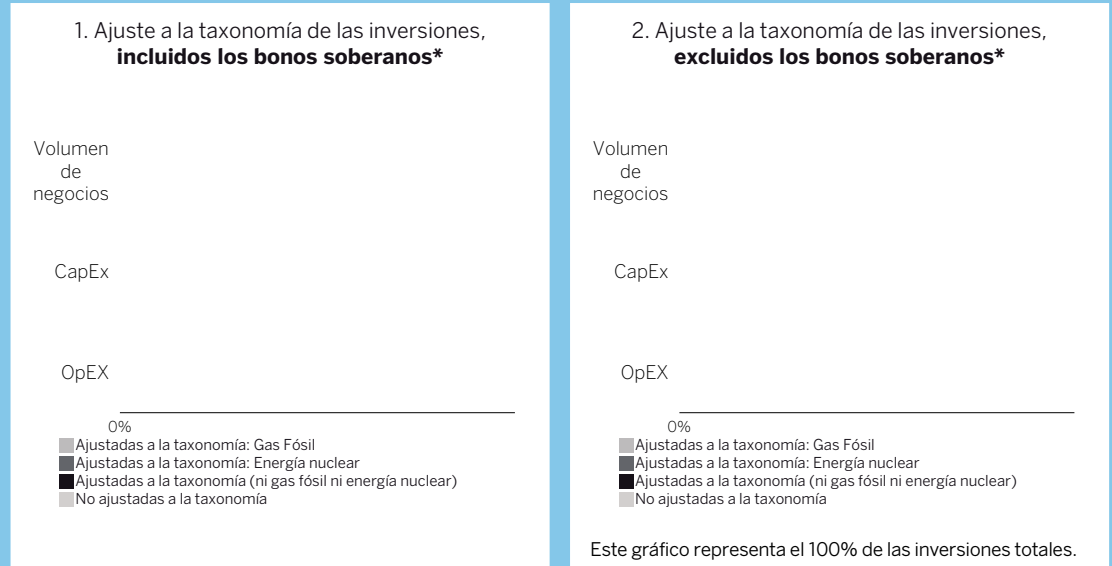 1. Ajuste a la taxonomía de las inversiones,
incluidos los bonos soberanos*
Volumen
de
negocios
CapEx
OpEX
0%
Ajustadas a la taxonomía: Gas Fósil
Ajustadas a la taxonomía: Energía nuclear
Ajustadas a la taxonomía (ni gas fósil ni energía nuclear)
No ajustadas a la taxonomía
2. Ajuste a la taxonomía de las inversiones,
excluidos los bonos soberanos*
Volumen
de
negocios
CapEx
OpEX
0%
Ajustadas a la taxonomía: Gas Fósil
Ajustadas a la taxonomía: Energía nuclear
Ajustadas a la taxonomía (ni gas fósil ni energía nuclear)
No ajustadas a la taxonomía
Este gráfico representa el 100% de las inversiones totales.